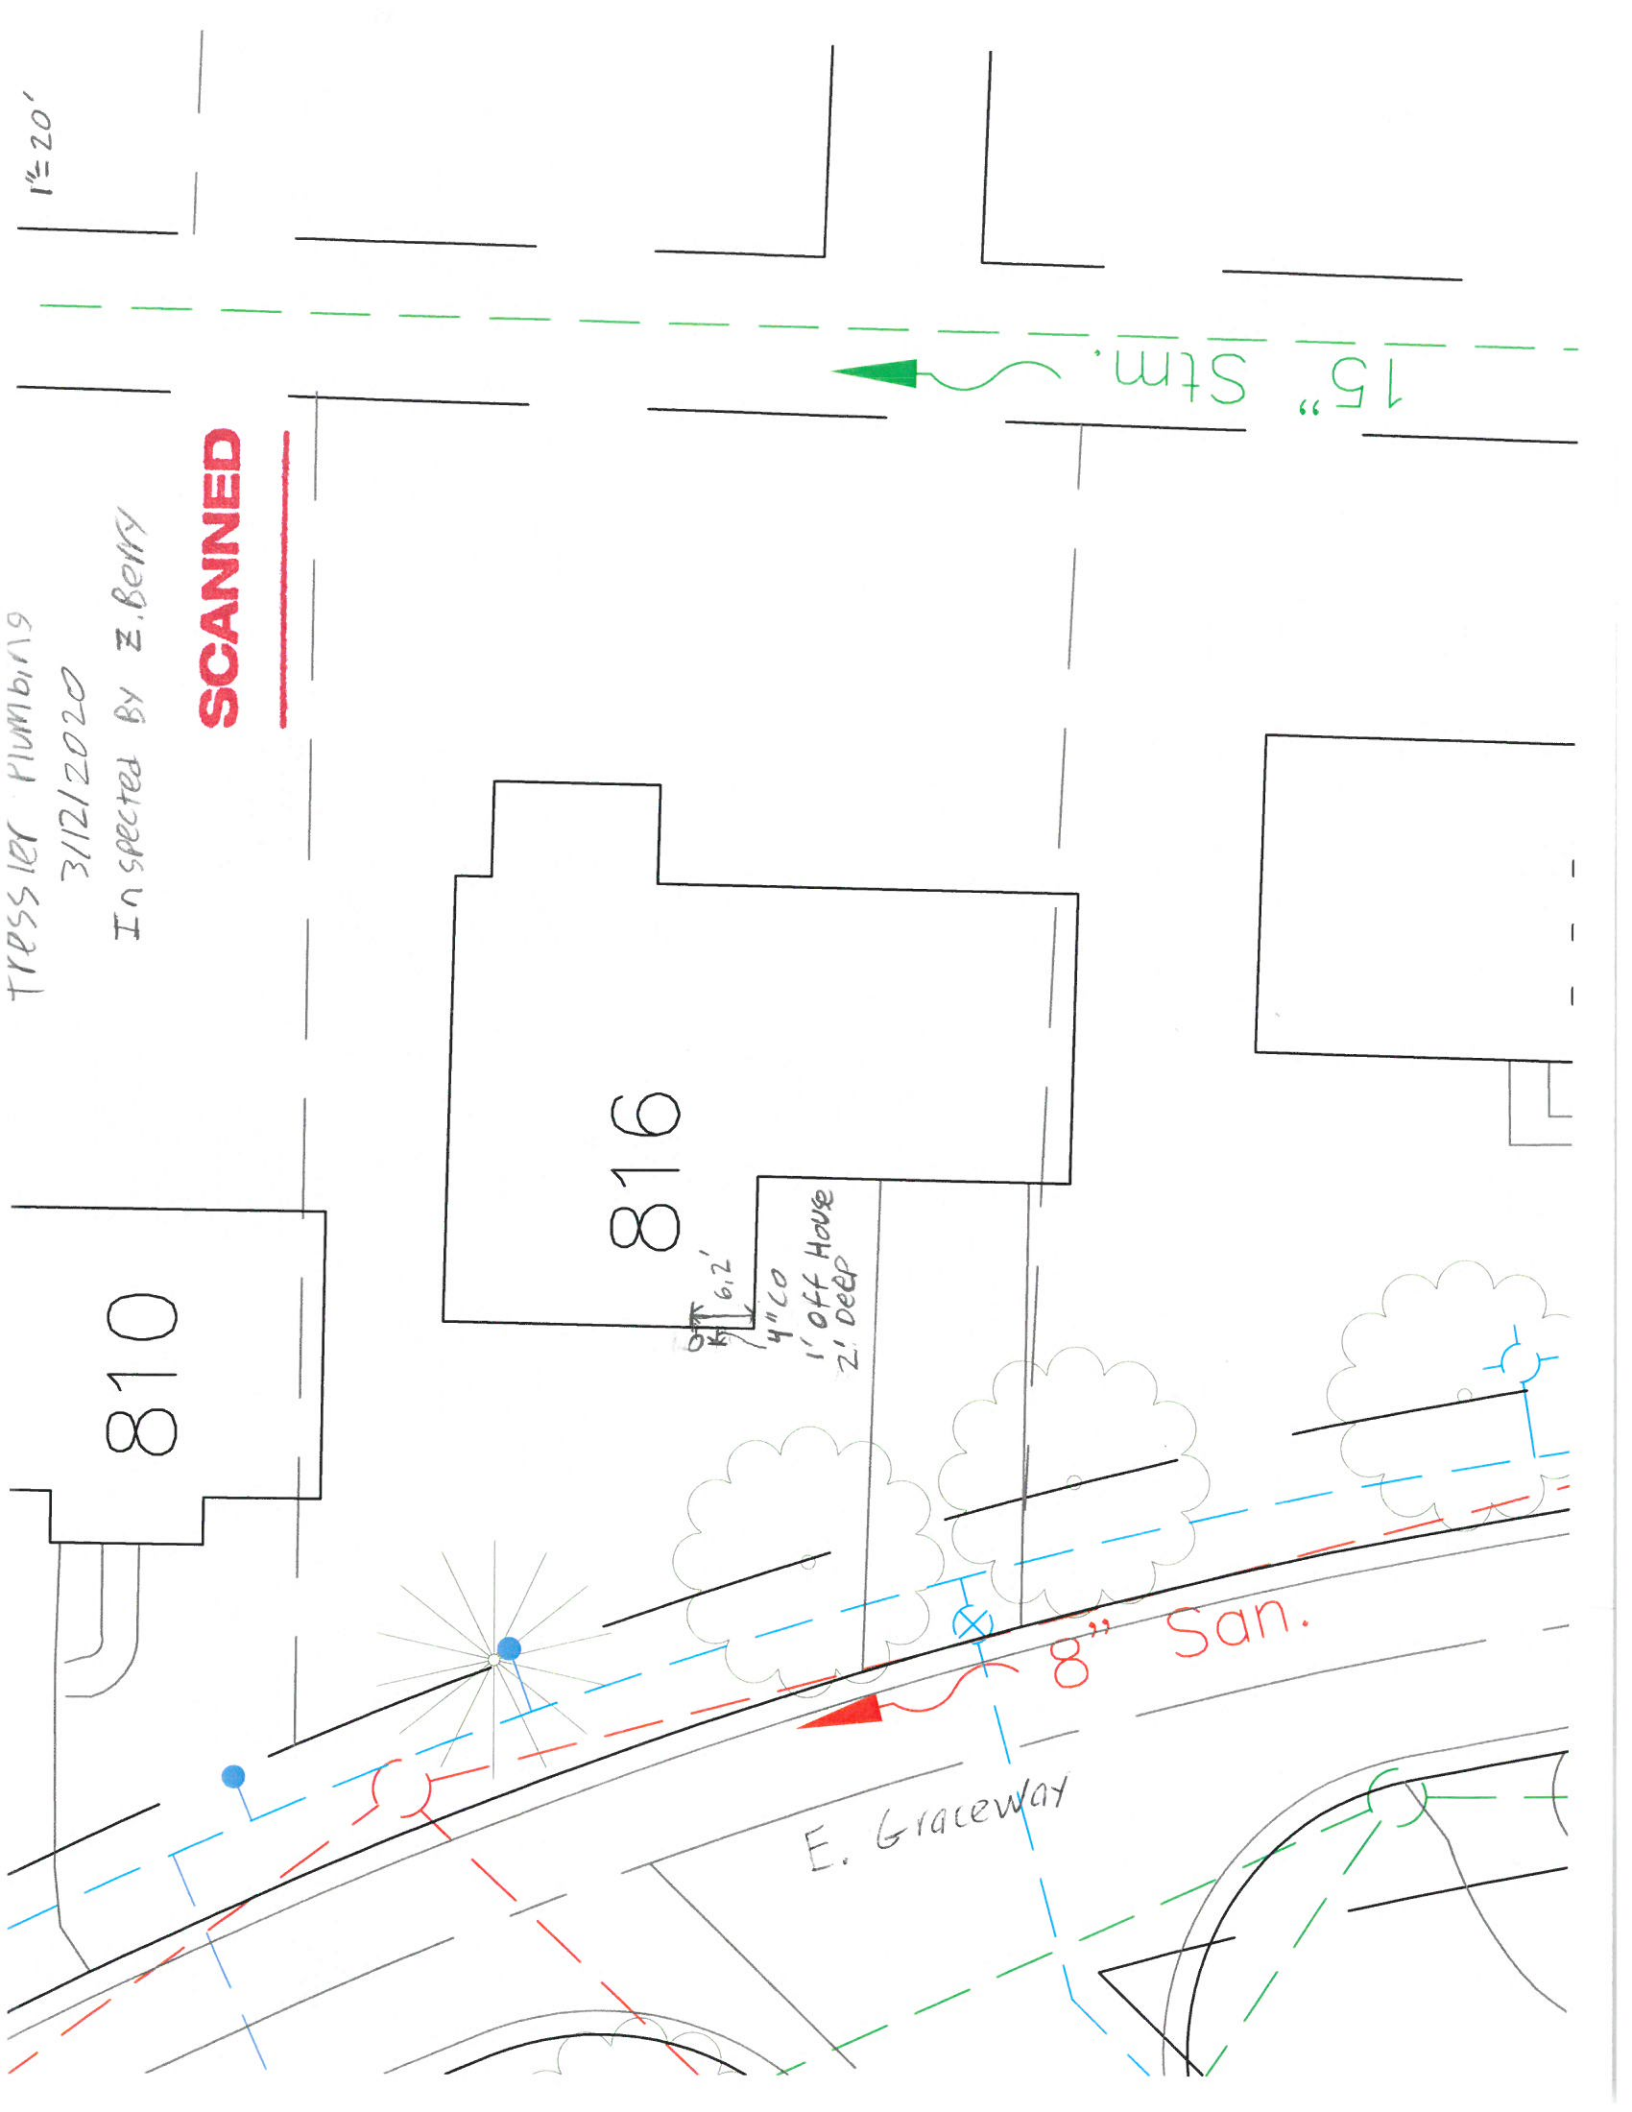 1"=20'
Tressler Plumbing
3/12/2020
Inspected By Z.Berry
SCANNED
15" Stm.
816
810
6.2'
4" CO
1' Off House
2' Deep
8" San.
E. Graceway